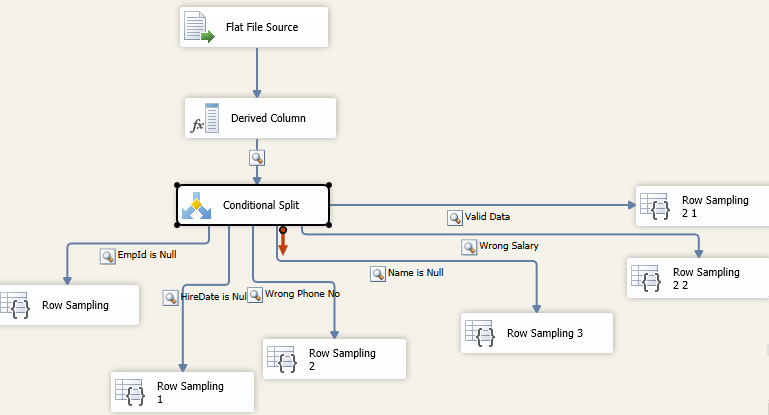 Flat File Source
fx
Derived Column
Conditional Split
Row Sampling
2 1
Valid Data
Wrong Salary
EmpId is Null
Row Sampling
2 2
Name is Null
HireDate is Nul
Wrong Phone No
Row Sampling
Row Sampling 3
Row Sampling
2
Row Sampling
1